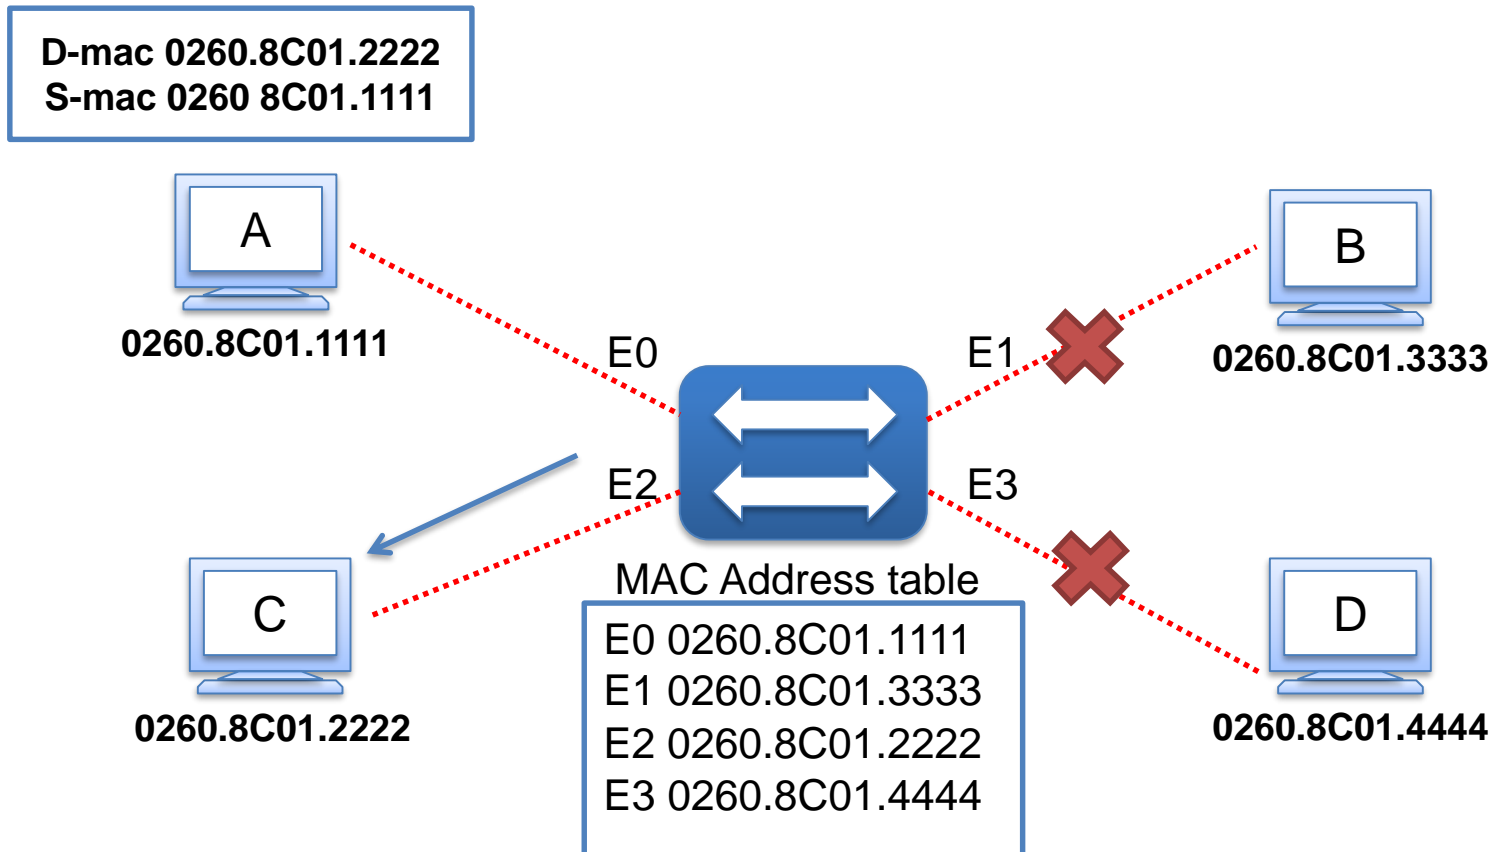 D-mac 0260.8C01.2222
S-mac 0260 8C01.1111
A
0260.8C01.1111
B
0260.8C01.3333
E0
E1
E2
E3
C
0260.8C01.2222
D
0260.8C01.4444
MAC Address table
E0 0260.8C01.1111
E1 0260.8C01.3333
E2 0260.8C01.2222
E3 0260.8C01.4444